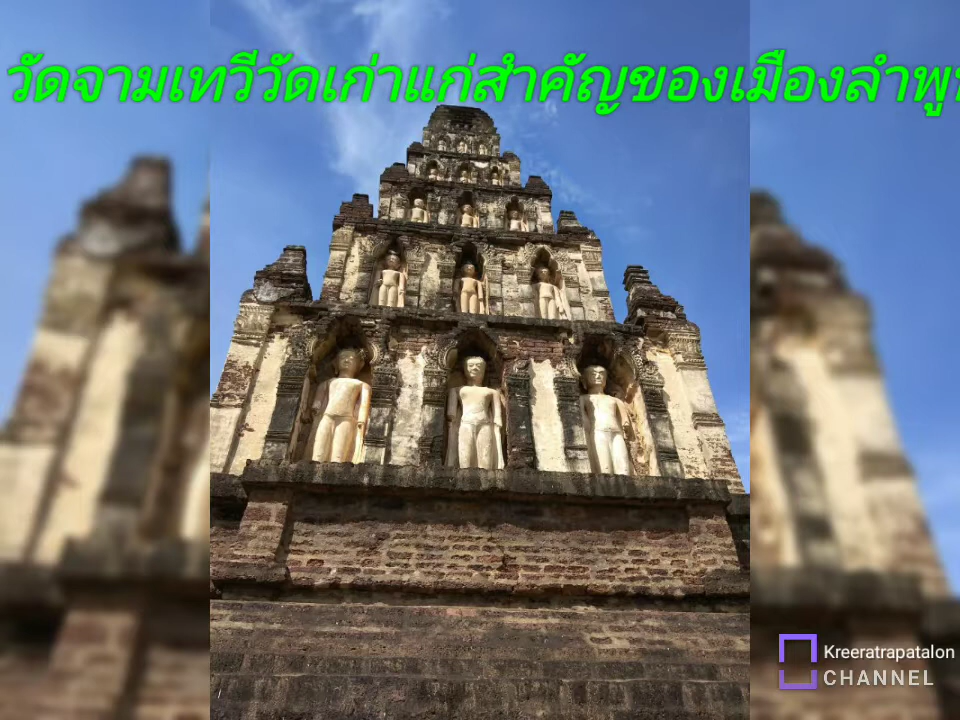 วัดจามเทวีวัดเก่าแก่สำคัญของเมืองลำพูน
Kreeratrapatalon
CHANNEL